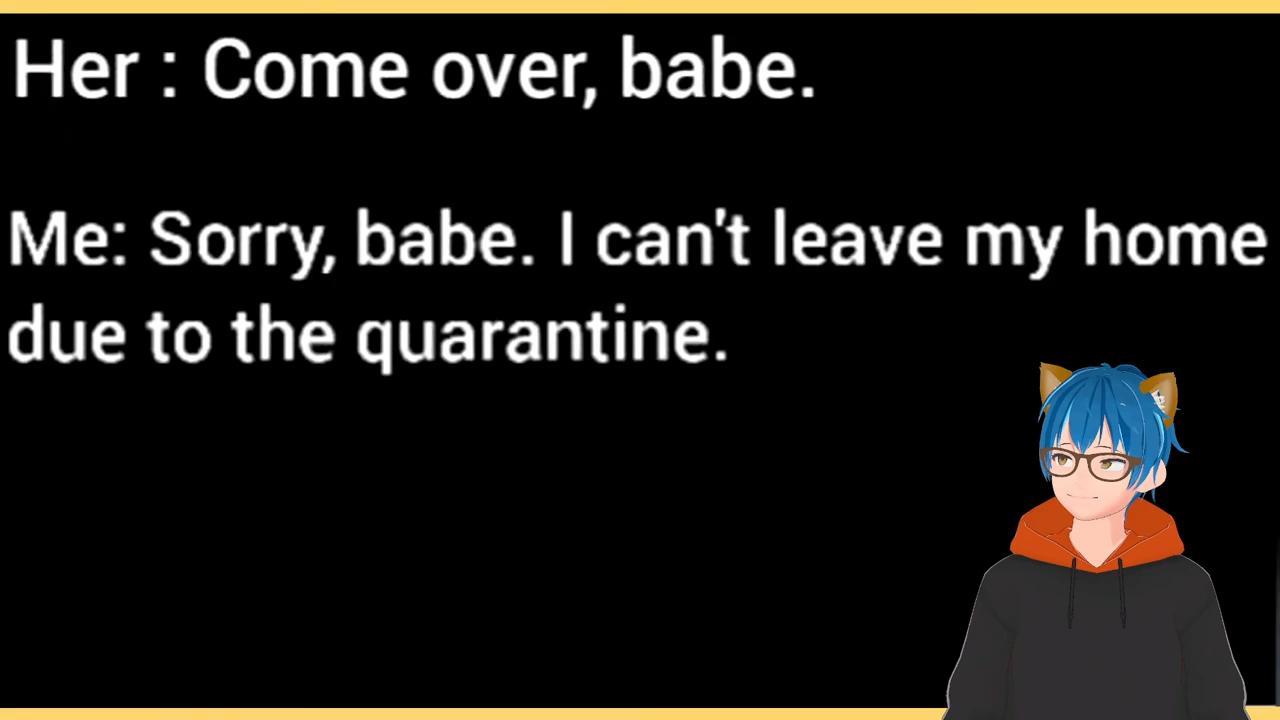 Her : Come over, babe.
Me: Sorry, babe. I can't leave my home
due to the quarantine.